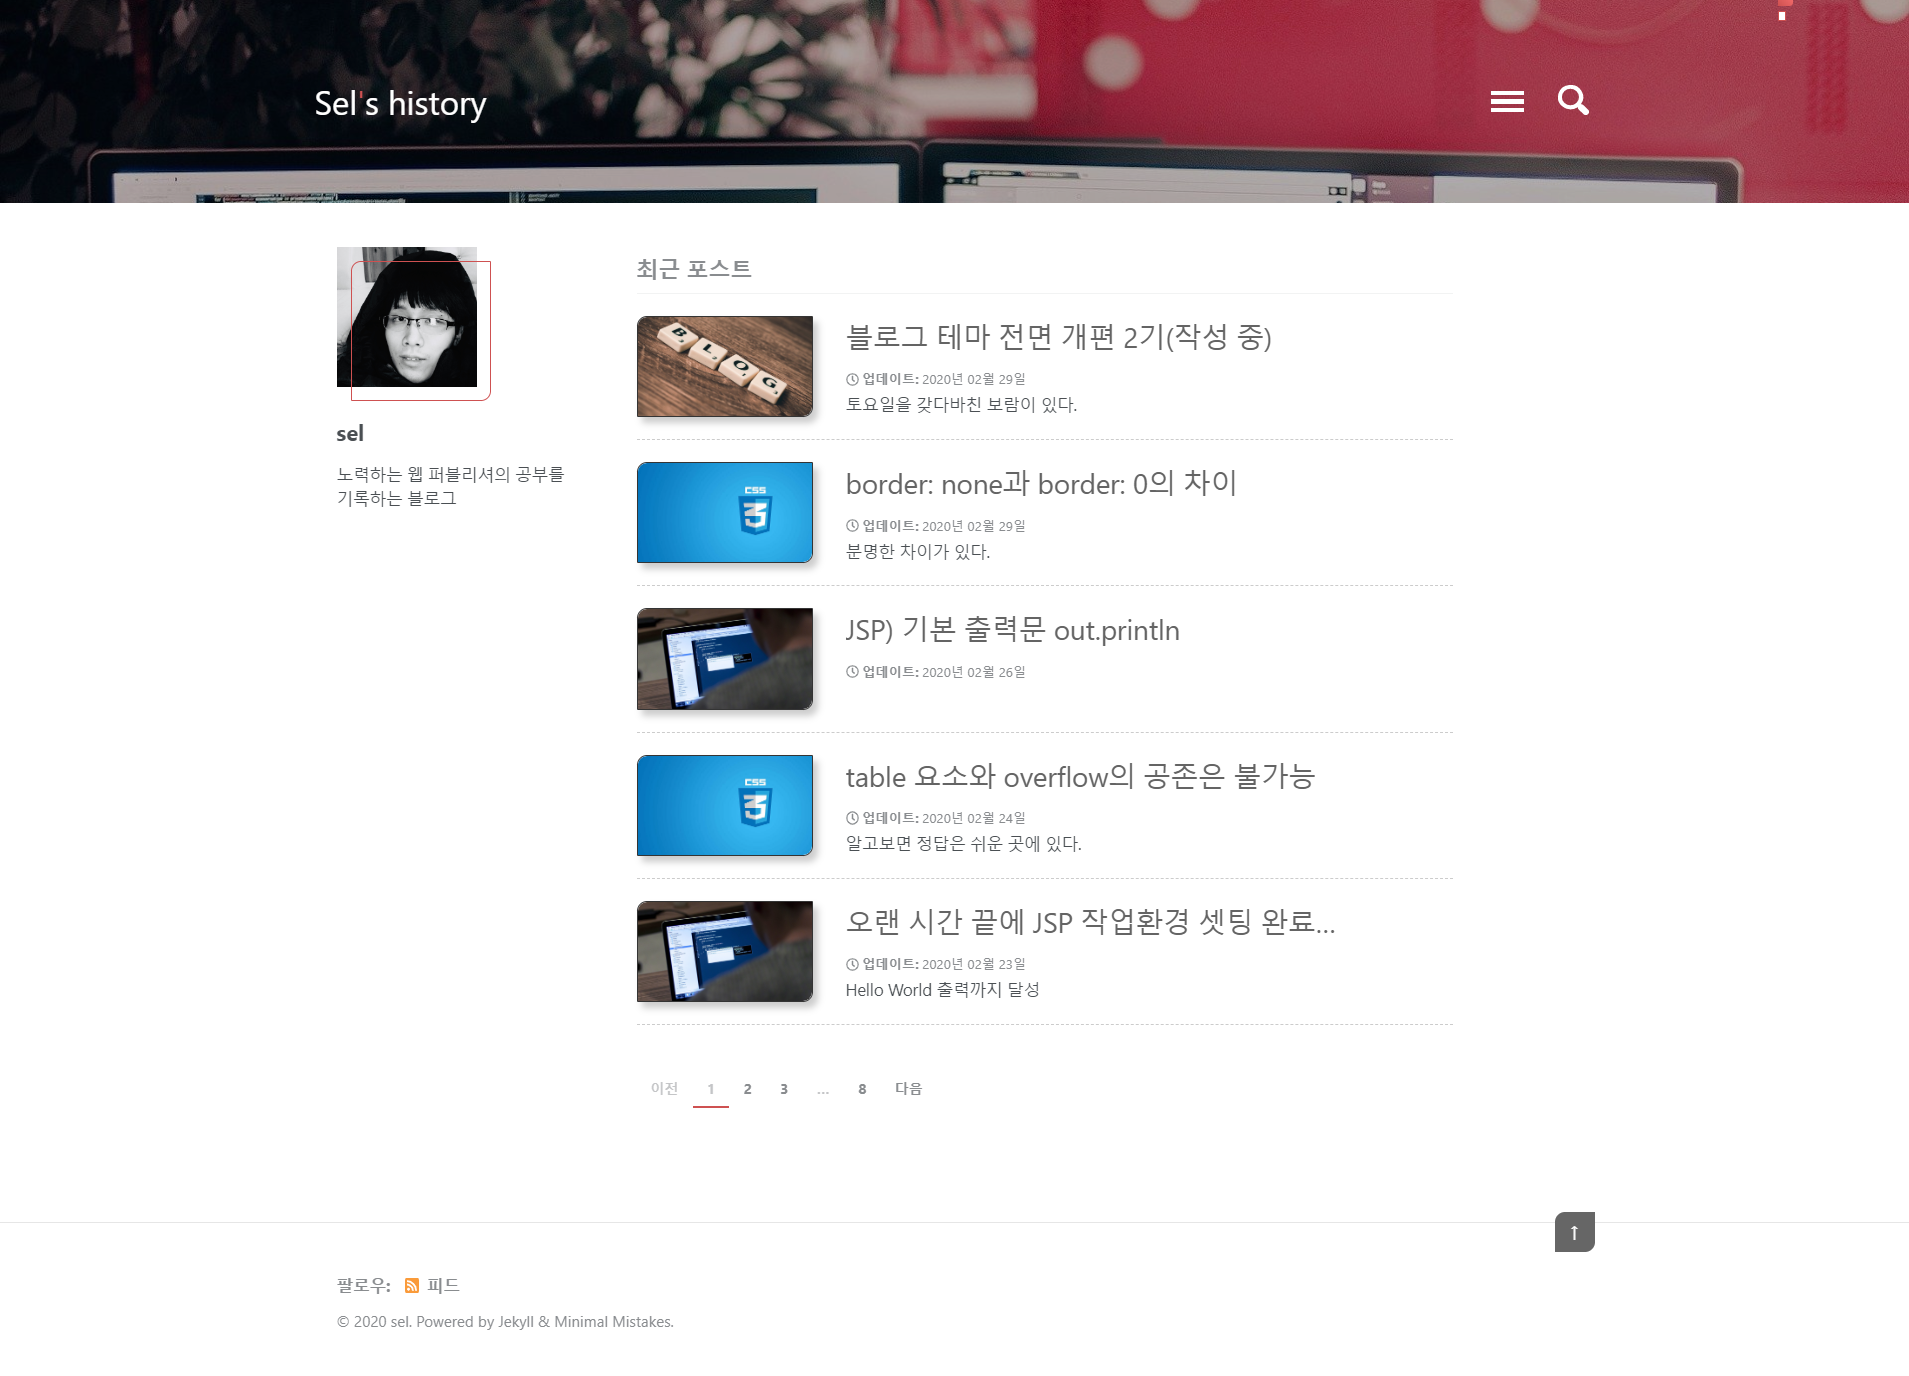 Sel's history
sel
노력하는 웹 퍼블리셔의 공부를
기록하는 블로그
최근 포스트
BLOG
블로그 테마 전면 개편 2기(작성 중)
업데이트: 2020년 02월 29일
토요일을 갖다바친 보람이 있다.
CSS
border: none과 border: 0의 차이
업데이트: 2020년 02월 29일
분명한 차이가 있다.
JSP) 기본 출력문 out.println
업데이트: 2020년 02월 26일
CSS
table 요소와 overflow의 공존은 불가능
업데이트: 2020년 02월 24일
알고보면 정답은 쉬운 곳에 있다.
오랜 시간 끝에 JSP 작업환경 셋팅 완료...
업데이트: 2020년 02월 23일
Hello World 출력까지 달성
이전 1 2 3 ... 8 다음
↑
팔로우: 피드
© 2020 sel. Powered by Jekyll & Minimal Mistakes.